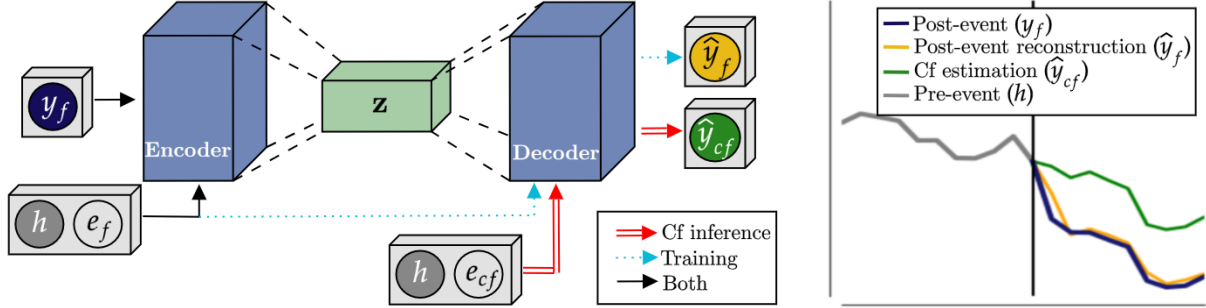 y_f
Encoder
h e_f
z
Decoder
ŷ_f
ŷ_cf
h e_cf
Cf inference
Training
Both
Post-event (y_f)
Post-event reconstruction (ŷ_f)
Cf estimation (ŷ_cf)
Pre-event (h)